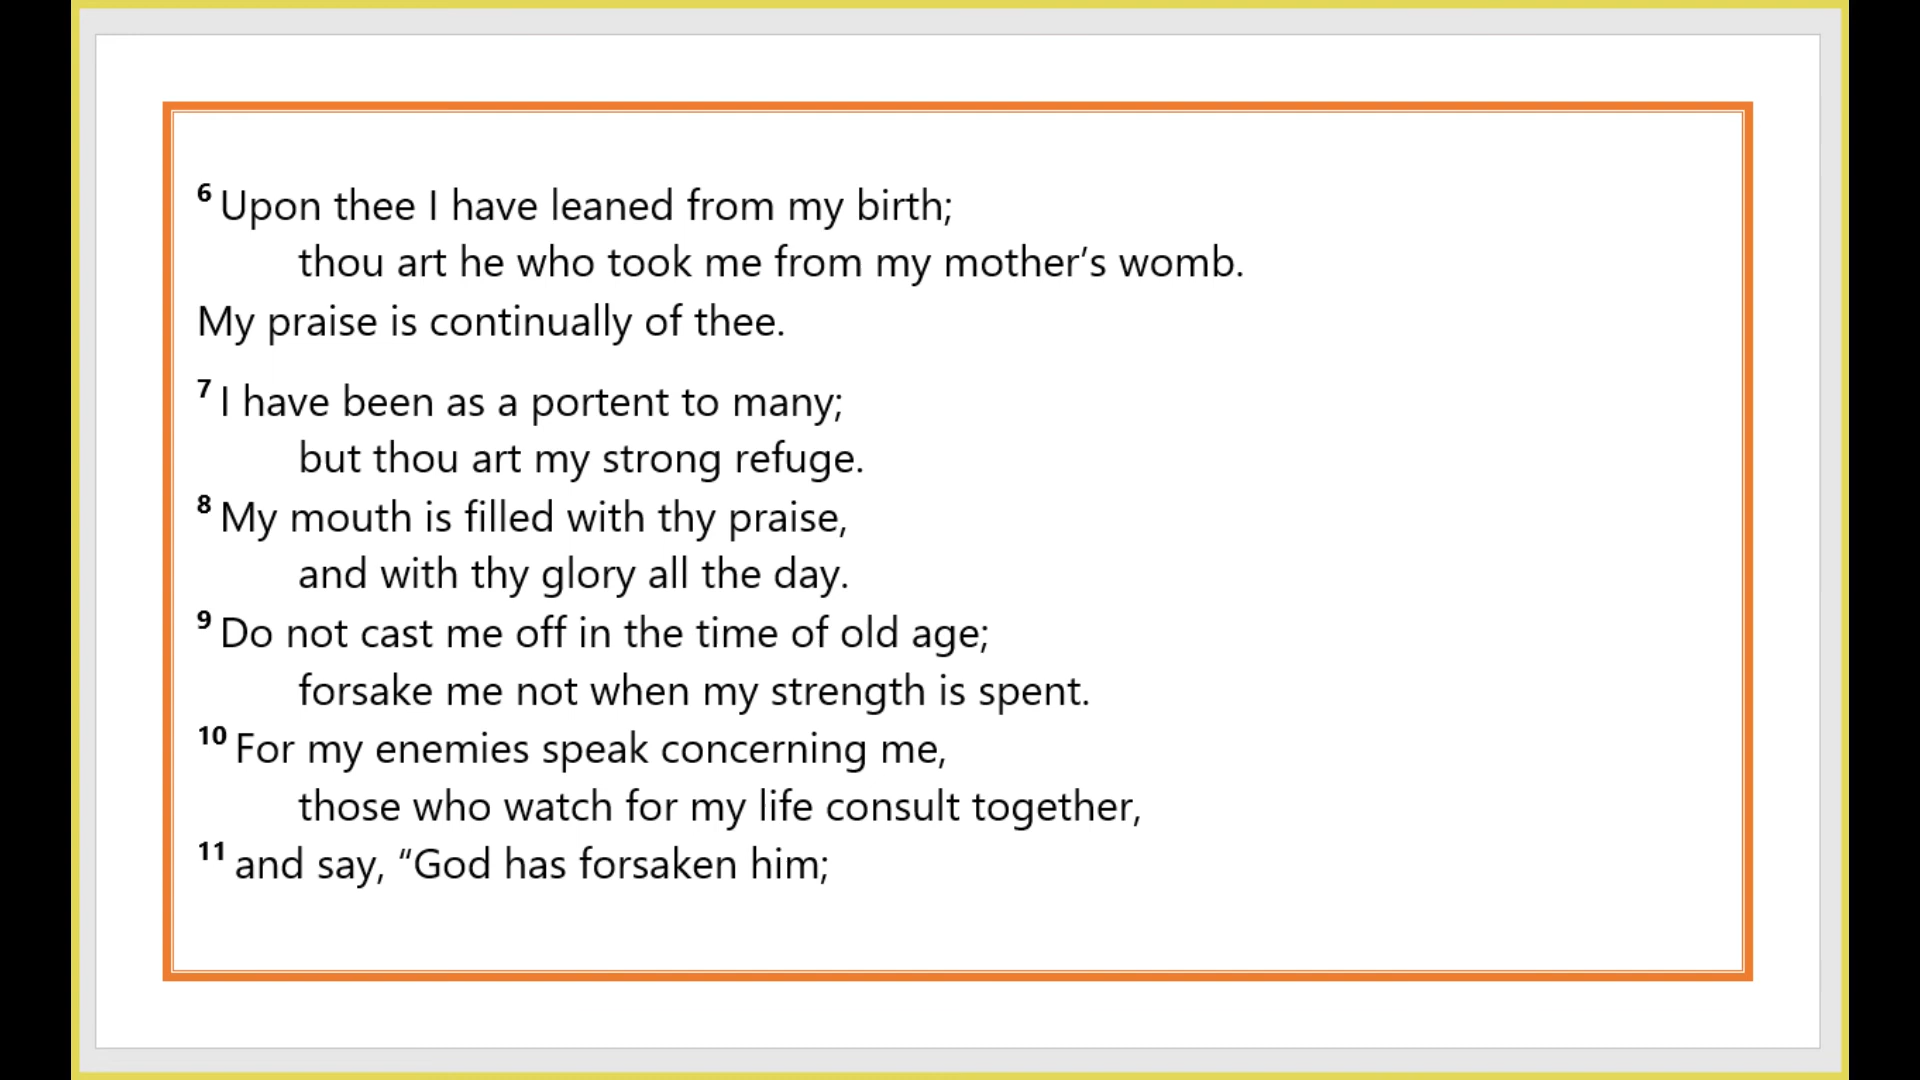 6 Upon thee I have leaned from my birth;
thou art he who took me from my mother’s womb.
My praise is continually of thee.
7 I have been as a portent to many;
but thou art my strong refuge.
8 My mouth is filled with thy praise,
and with thy glory all the day.
9 Do not cast me off in the time of old age;
forsake me not when my strength is spent.
10 For my enemies speak concerning me,
those who watch for my life consult together,
11 and say, “God has forsaken him;